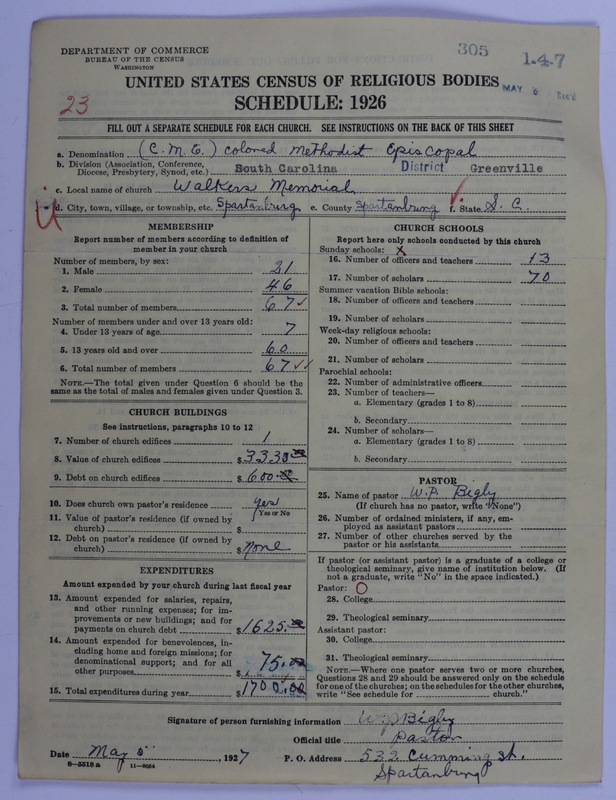 305
1.4.7
MAY 6
DEPARTMENT OF COMMERCE
BUREAU OF THE CENSUS
WASHINGTON
UNITED STATES CENSUS OF RELIGIOUS BODIES
SCHEDULE: 1926
23
FILL OUT A SEPARATE SCHEDULE FOR EACH CHURCH. SEE INSTRUCTIONS ON THE BACK OF THIS SHEET
a. Denomination (C.M.E.) colored Methodist Episcopal
b. Division (Association, Conference, Diocese, Presbytery, Synod, etc.) South Carolina District Greenville
c. Local name of church Walkers Memorial
d. City, town, village, or township, etc. Spartanburg e. County Spartanburg f. State S. C.
MEMBERSHIP
Report number of members according to definition of
member in your church
Number of members, by sex:
1. Male 21
2. Female 46
3. Total number of members 67 ✓
Number of members under and over 13 years old:
4. Under 13 years of age 7
5. 13 years old and over 60
6. Total number of members 67 ✓✓
NOTE.—The total given under Question 6 should be the
same as the total of males and females given under Question 3.
CHURCH BUILDINGS
See instructions, paragraphs 10 to 12
7. Number of church edifices 1
8. Value of church edifices $3330.00
9. Debt on church edifices $600.00
10. Does church own pastor's residence yes
Yes or No
11. Value of pastor's residence (if owned by
church) $
12. Debt on pastor's residence (if owned by
church) $None
EXPENDITURES
Amount expended by your church during last fiscal year
13. Amount expended for salaries, repairs,
and other running expenses; for im-
provements or new buildings; and for
payments on church debt $1625.00
14. Amount expended for benevolences, in-
cluding home and foreign missions; for
denominational support; and for all
other purposes $75.00
15. Total expenditures during year $1700.00
CHURCH SCHOOLS
Report here only schools conducted by this church
Sunday schools: X
16. Number of officers and teachers 13
17. Number of scholars 70
Summer vacation Bible schools:
18. Number of officers and teachers
19. Number of scholars
Week-day religious schools:
20. Number of officers and teachers
21. Number of scholars
Parochial schools:
22. Number of administrative officers
23. Number of teachers—
a. Elementary (grades 1 to 8)
b. Secondary
24. Number of scholars—
a. Elementary (grades 1 to 8)
b. Secondary
PASTOR
25. Name of pastor W.P. Bigly
(If church has no pastor, write "None")
26. Number of ordained ministers, if any, em-
ployed as assistant pastors
27. Number of other churches served by the
pastor or his assistants
If pastor (or assistant pastor) is a graduate of a college or
theological seminary, give name of institution below. (If
not a graduate, write "No" in the space indicated.)
Pastor: O
28. College
29. Theological seminary
Assistant pastor:
30. College
31. Theological seminary
NOTE.—Where one pastor serves two or more churches,
Questions 28 and 29 should be answered only on the schedule
for one of the churches; on the schedules for the other churches,
write "See schedule for church."
Signature of person furnishing information W.P. Bigly
Official title Pastor
Date May 5 , 1927 P. O. Address 532 Cumming St.
Spartanburg
8—5518 a 11—9054